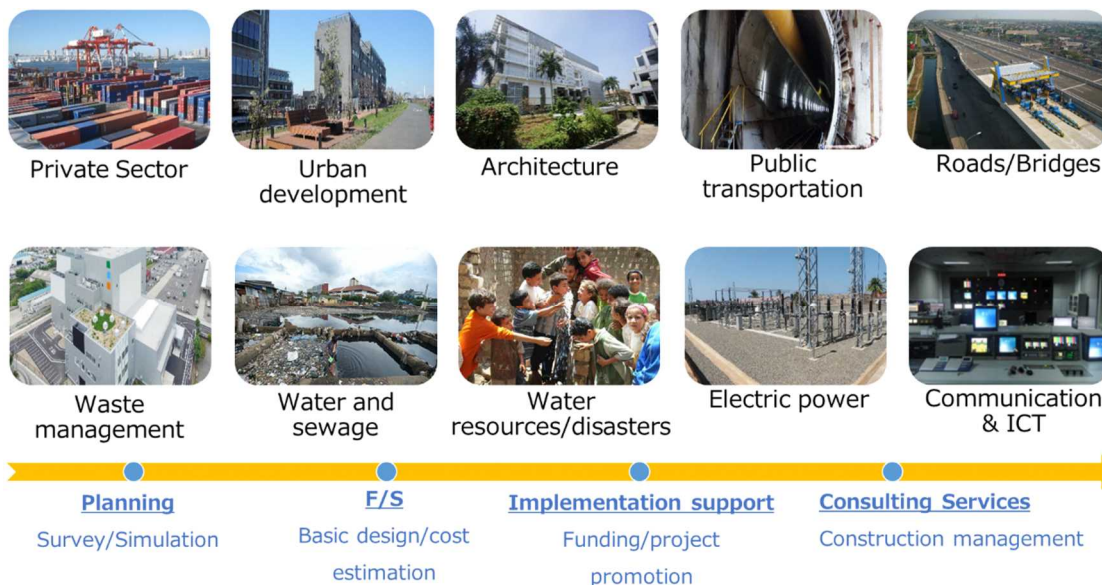 Private Sector
Urban
development
Architecture
Public
transportation
Roads/Bridges
Waste
management
Water and
sewage
Water
resources/disasters
Electric power
Communication
& ICT
Planning
Survey/Simulation
F/S
Basic design/cost
estimation
Implementation support
Funding/project
promotion
Consulting Services
Construction management